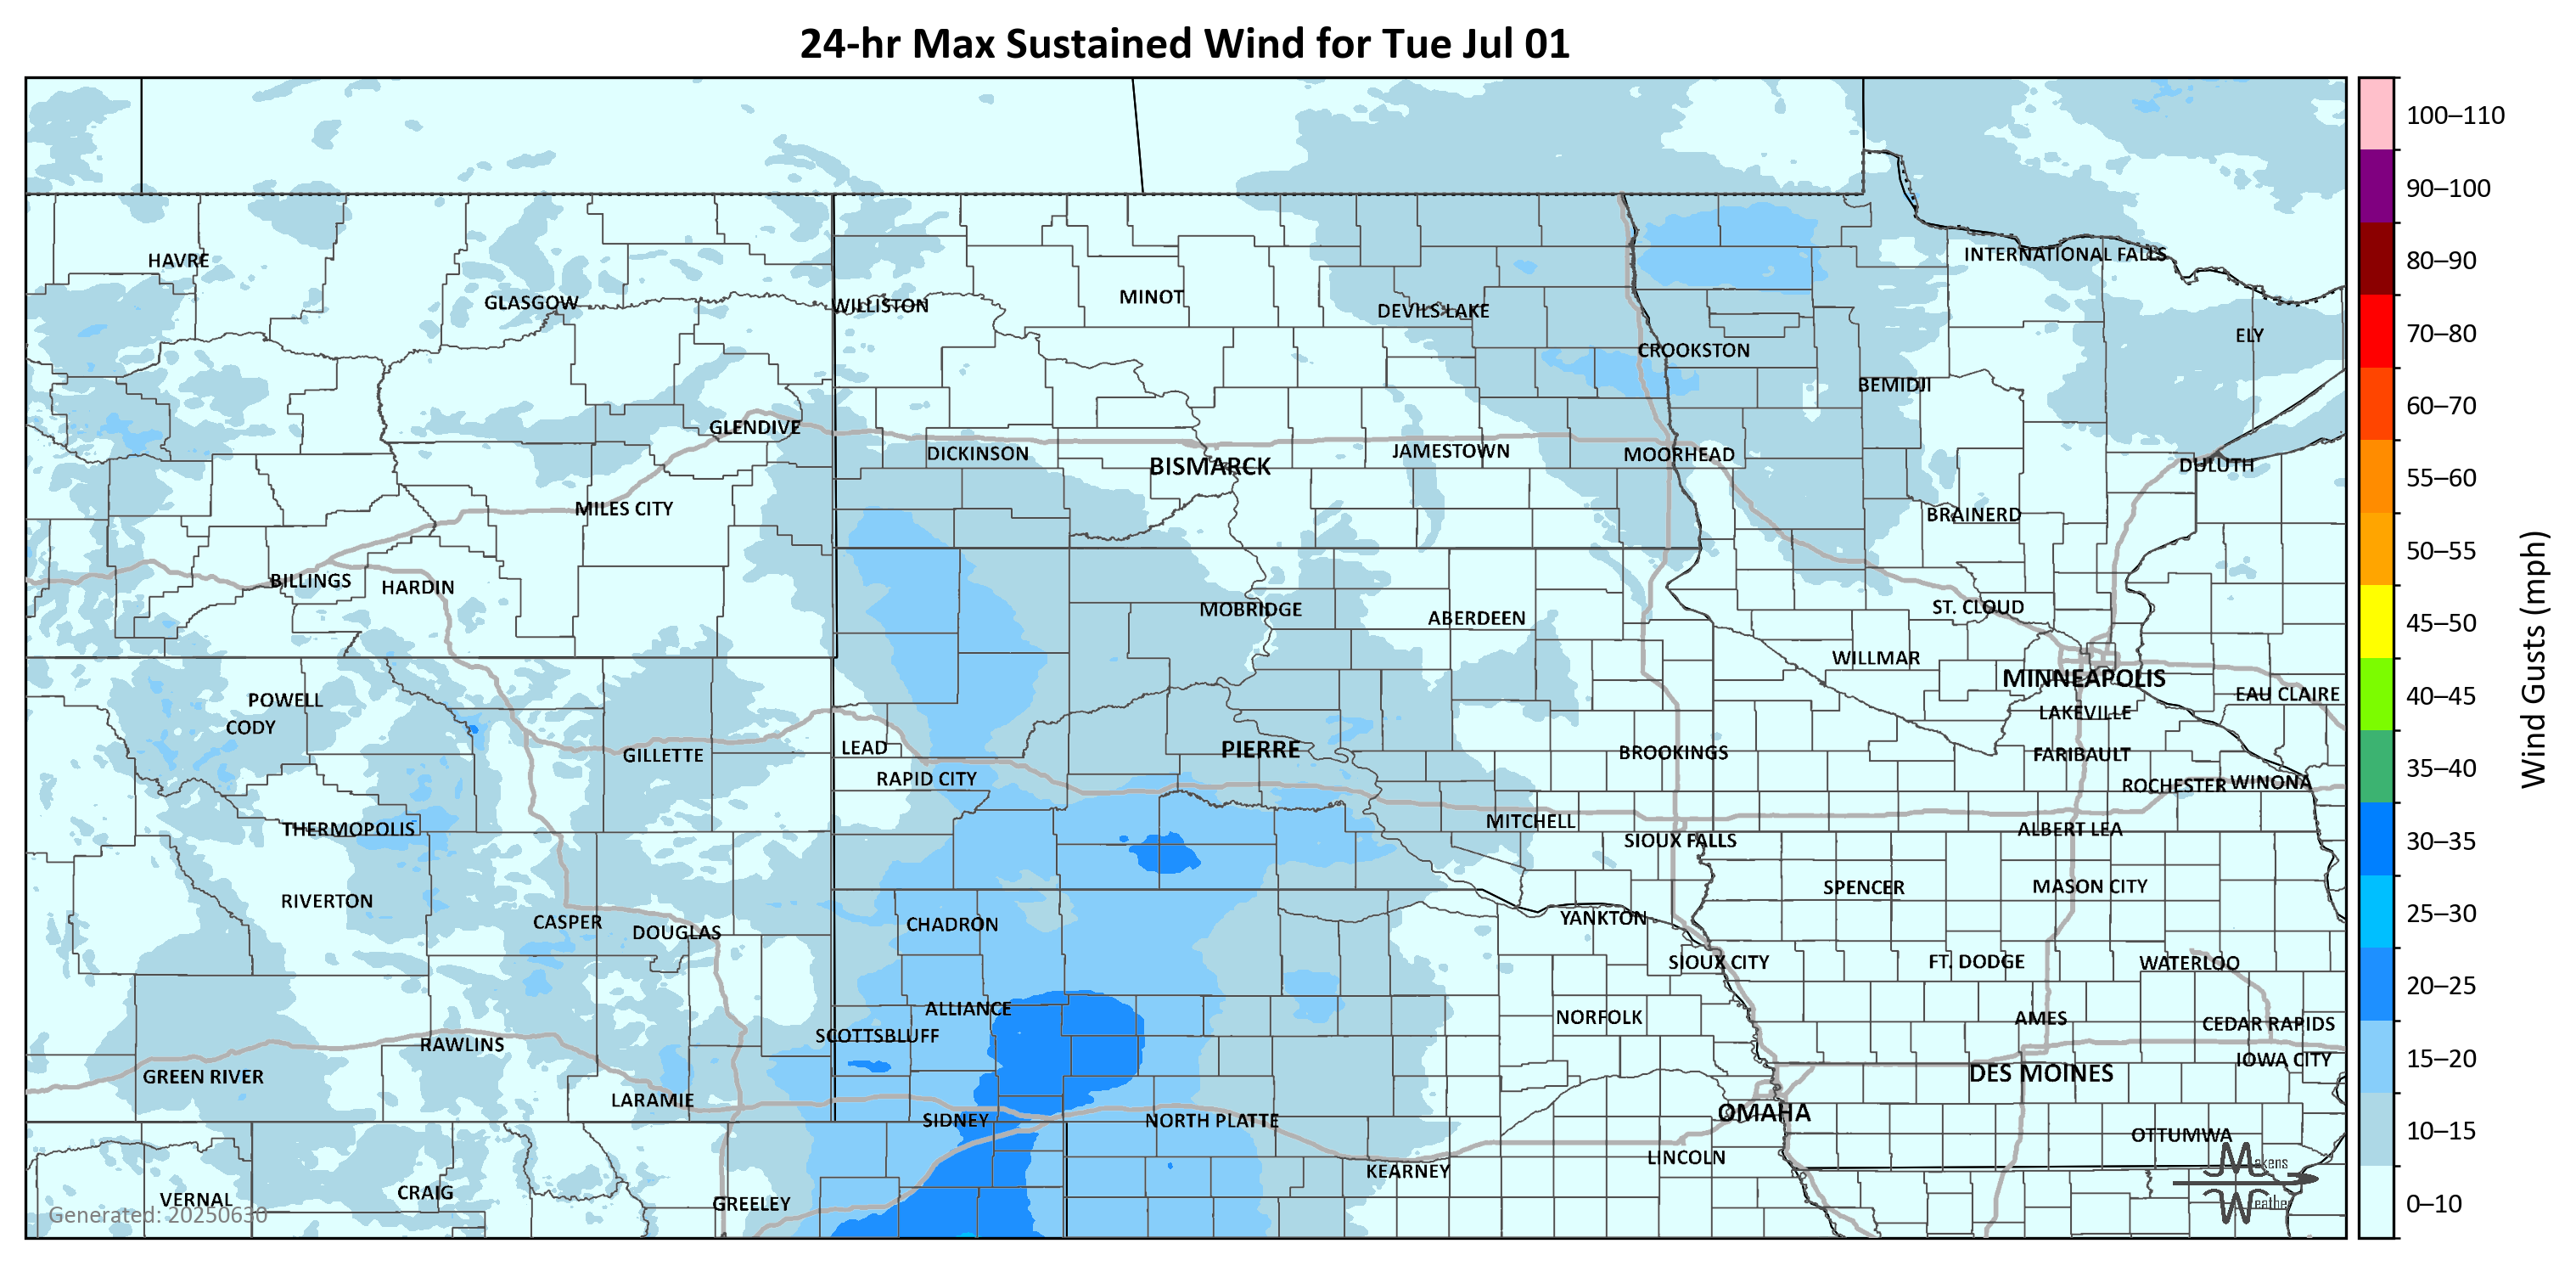 24-hr Max Sustained Wind for Tue Jul 01
100–110
90–100
80–90
70–80
60–70
55–60
50–55
45–50
40–45
35–40
30–35
25–30
20–25
15–20
10–15
0–10
Wind Gusts (mph)
HAVRE
INTERNATIONAL FALLS
GLASGOW
WILLISTON
MINOT
DEVILS LAKE
ELY
CROOKSTON
BEMIDJI
GLENDIVE
DICKINSON
BISMARCK
JAMESTOWN
MOORHEAD
DULUTH
MILES CITY
BRAINERD
BILLINGS
HARDIN
MOBRIDGE
ABERDEEN
ST. CLOUD
WILLMAR
MINNEAPOLIS
EAU CLAIRE
POWELL
CODY
LAKEVILLE
GILLETTE
LEAD
PIERRE
BROOKINGS
FARIBAULT
RAPID CITY
ROCHESTER
WINONA
THERMOPOLIS
MITCHELL
SIOUX FALLS
ALBERT LEA
RIVERTON
SPENCER
MASON CITY
CASPER
DOUGLAS
CHADRON
YANKTON
SIOUX CITY
FT. DODGE
WATERLOO
ALLIANCE
NORFOLK
AMES
CEDAR RAPIDS
SCOTTSBLUFF
RAWLINS
IOWA CITY
GREEN RIVER
DES MOINES
LARAMIE
SIDNEY
NORTH PLATTE
OMAHA
OTTUMWA
KEARNEY
LINCOLN
VERNAL
CRAIG
GREELEY
Generated: 20250630
Makens
Weather